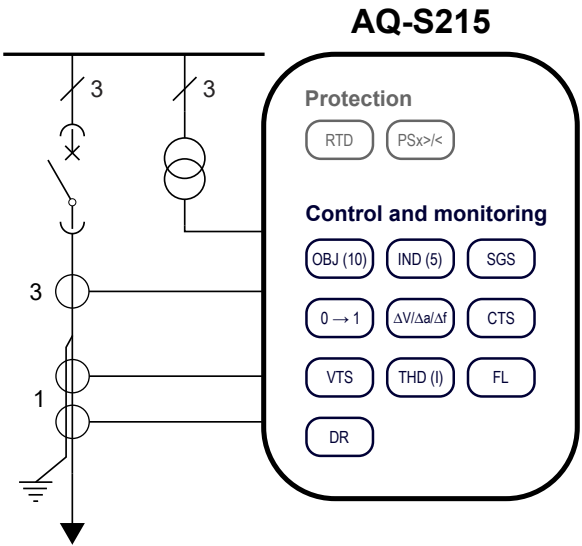 AQ-S215
3
3
Protection
RTD PSx>/<
Control and monitoring
OBJ (10) IND (5) SGS
3
0 → 1 ΔV/Δa/Δf CTS
VTS THD (I) FL
1
DR